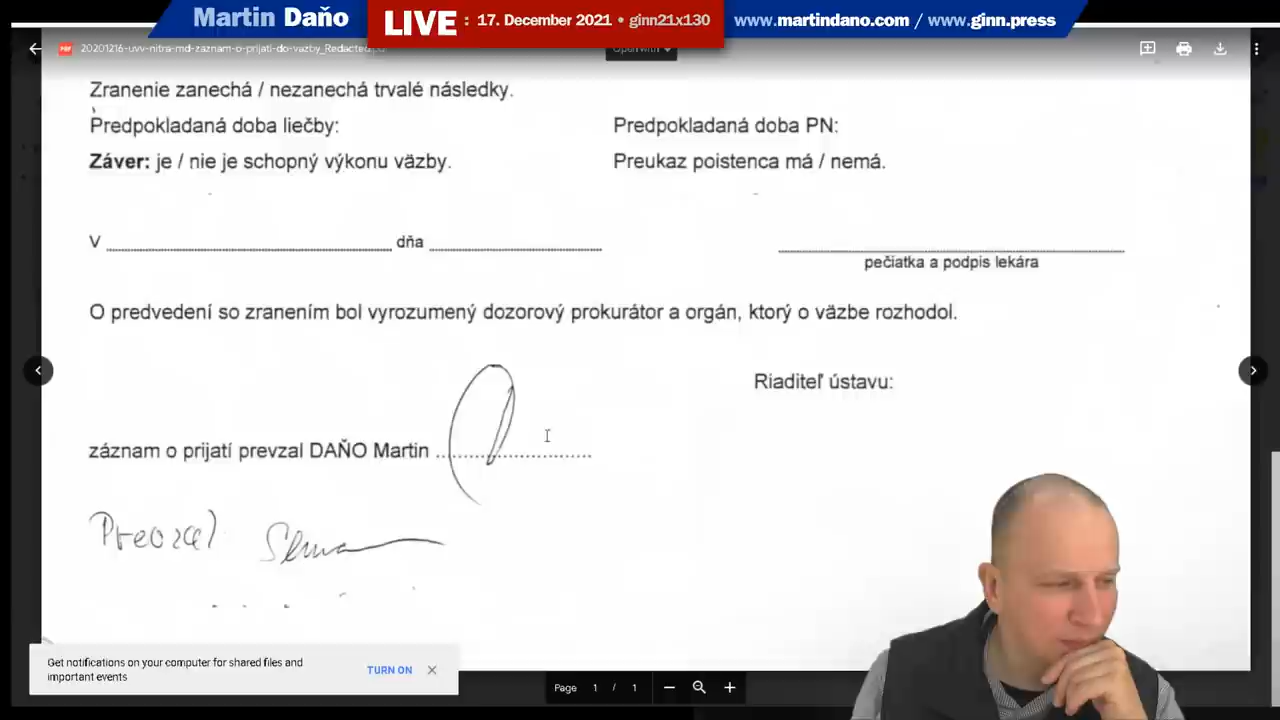 Martin Daňo
LIVE : 17. December 2021 • ginn21x130
www.martindano.com / www.ginn.press
20201216-uvv-nitra-md-zaznam-o-prijati-do-vazby_Redacted
Open with
Zranenie zanechá / nezanechá trvalé následky.
Predpokladaná doba liečby: Predpokladaná doba PN:
Záver: je / nie je schopný výkonu väzby. Preukaz poistenca má / nemá.
V dňa
pečiatka a podpis lekára
O predvedení so zranením bol vyrozumený dozorový prokurátor a orgán, ktorý o väzbe rozhodol.
Riaditeľ ústavu:
záznam o prijatí prevzal DAŇO Martin
Prevzal
Get notifications on your computer for shared files and
important events
TURN ON
Page 1 / 1